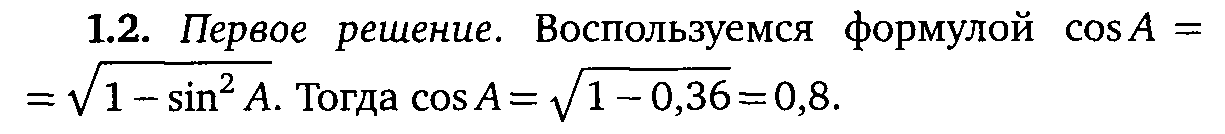 1.2. Первое решение. Воспользуемся формулой cos A =
= √(1 − sin² A). Тогда cos A = √(1 − 0,36) = 0,8.